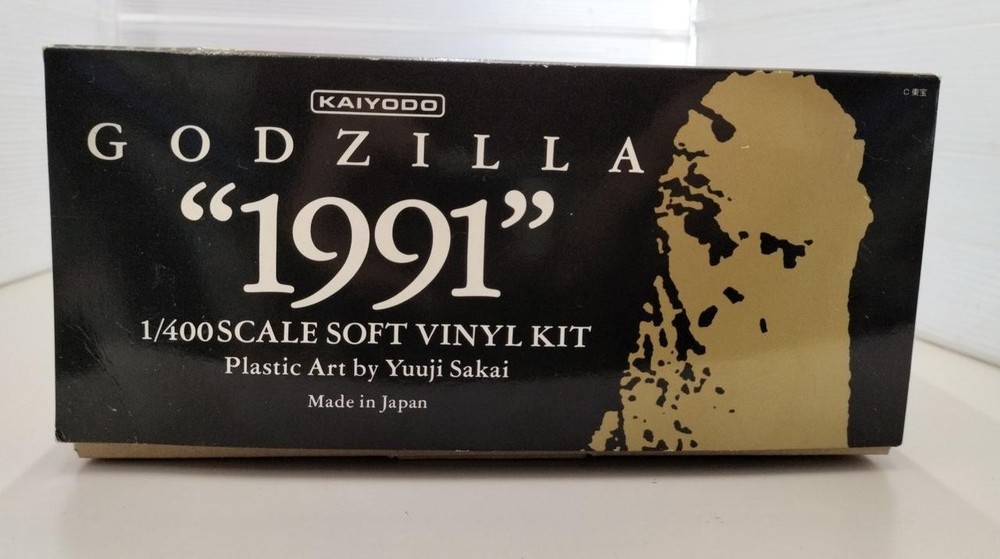 KAIYODO
GODZILLA
“1991”
1/400 SCALE SOFT VINYL KIT
Plastic Art by Yuuji Sakai
Made in Japan
C東宝